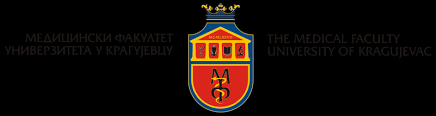 МЕДИЦИНСКИ ФАКУЛТЕТ
УНИВЕРЗИТЕТА У КРАГУЈЕВЦУ
THE MEDICAL FACULTY
UNIVERSITY OF KRAGUJEVAC